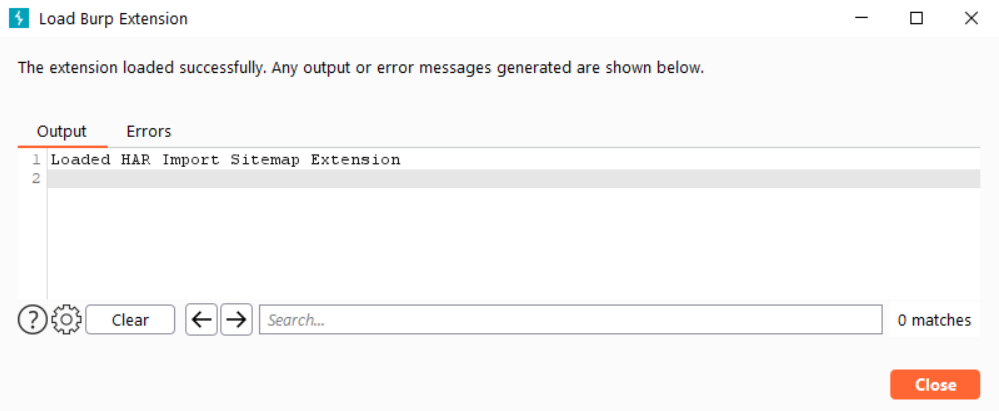 Load Burp Extension
The extension loaded successfully. Any output or error messages generated are shown below.
Output Errors
1 Loaded HAR Import Sitemap Extension
2
? Clear Search... 0 matches
Close